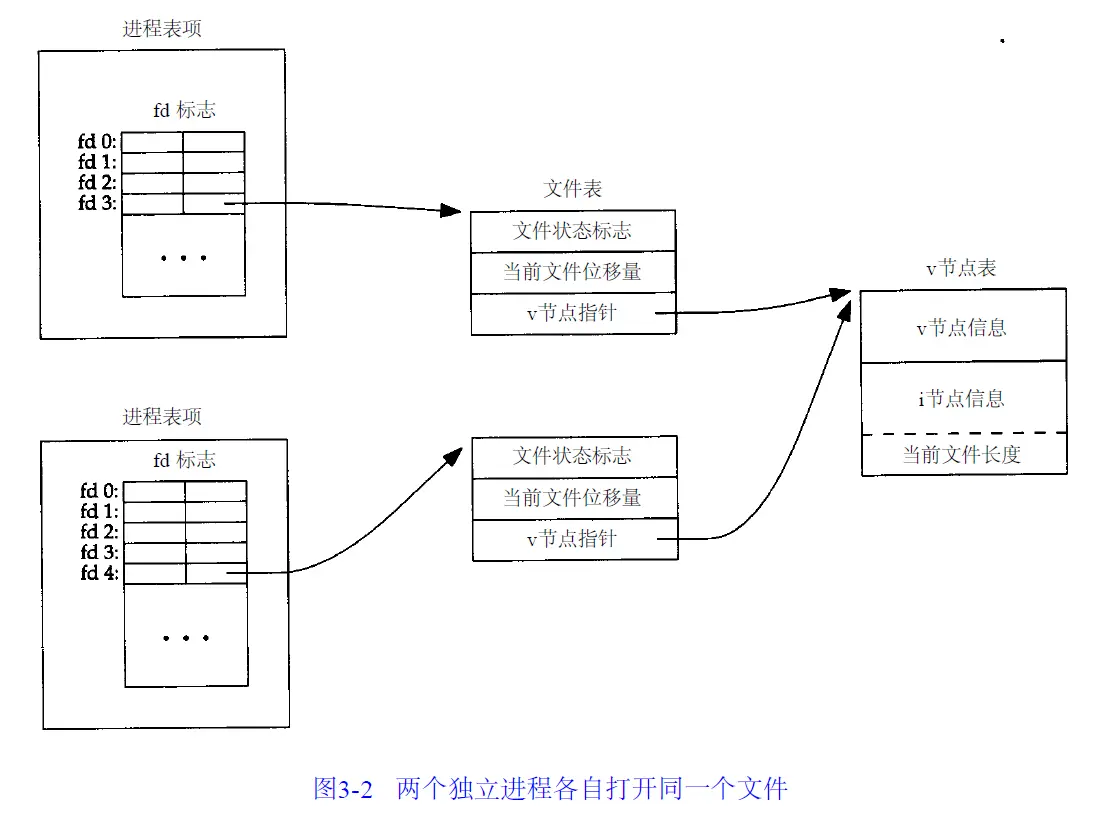 进程表项
fd 标志
fd 0:
fd 1:
fd 2:
fd 3:
• • •
文件表
文件状态标志
当前文件位移量
v节点指针
v节点表
v节点信息
i节点信息
当前文件长度
进程表项
fd 标志
fd 0:
fd 1:
fd 2:
fd 3:
fd 4:
• • •
文件状态标志
当前文件位移量
v节点指针
图3-2 两个独立进程各自打开同一个文件